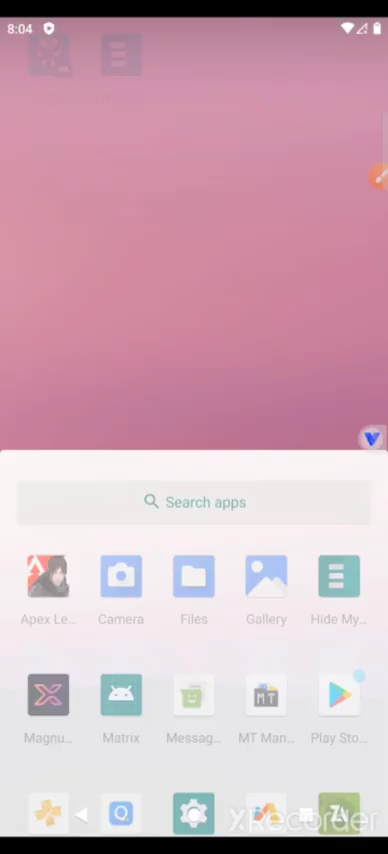 8:04
Search apps
Apex Le...
Camera
Files
Gallery
Hide My...
Magnu...
Matrix
Messag...
MT Man...
Play Sto...
XRecorder